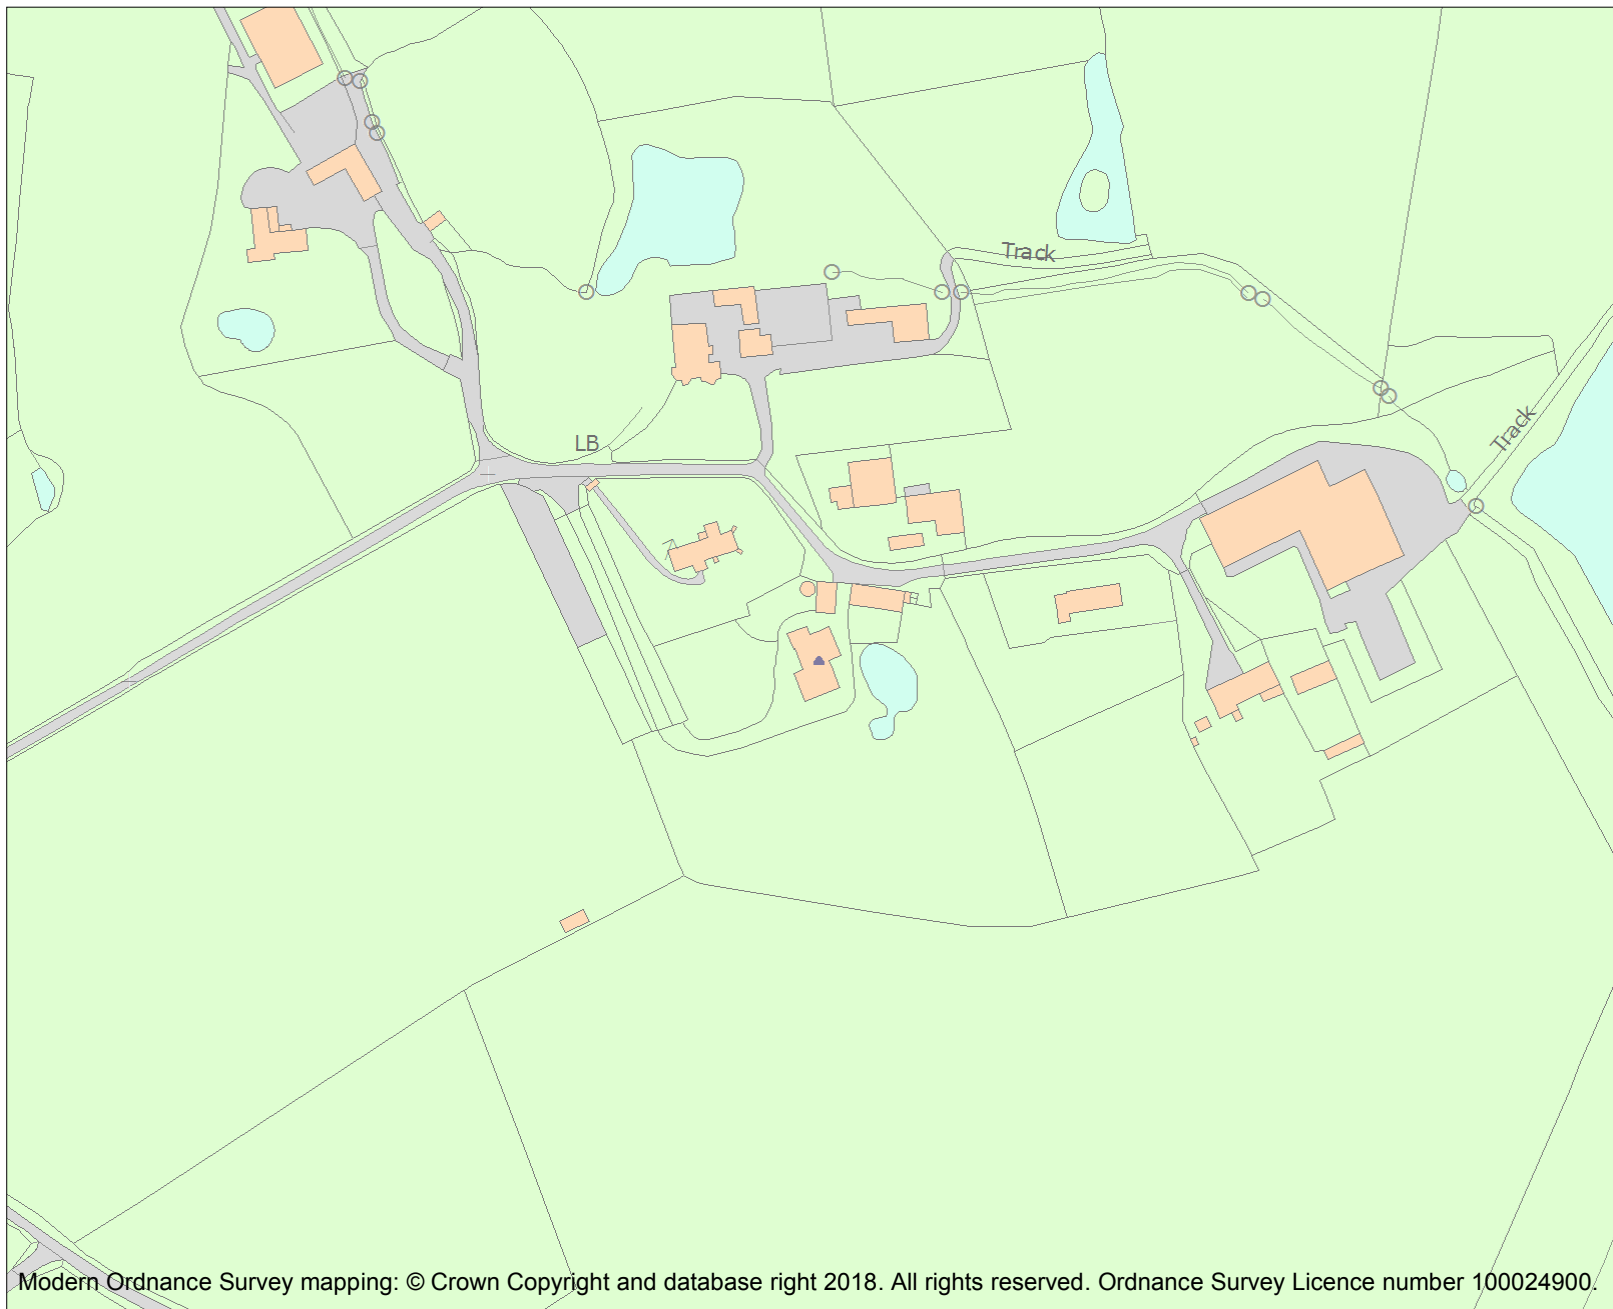 Track
Track
LB
Modern Ordnance Survey mapping: © Crown Copyright and database right 2018. All rights reserved. Ordnance Survey Licence number 100024900.